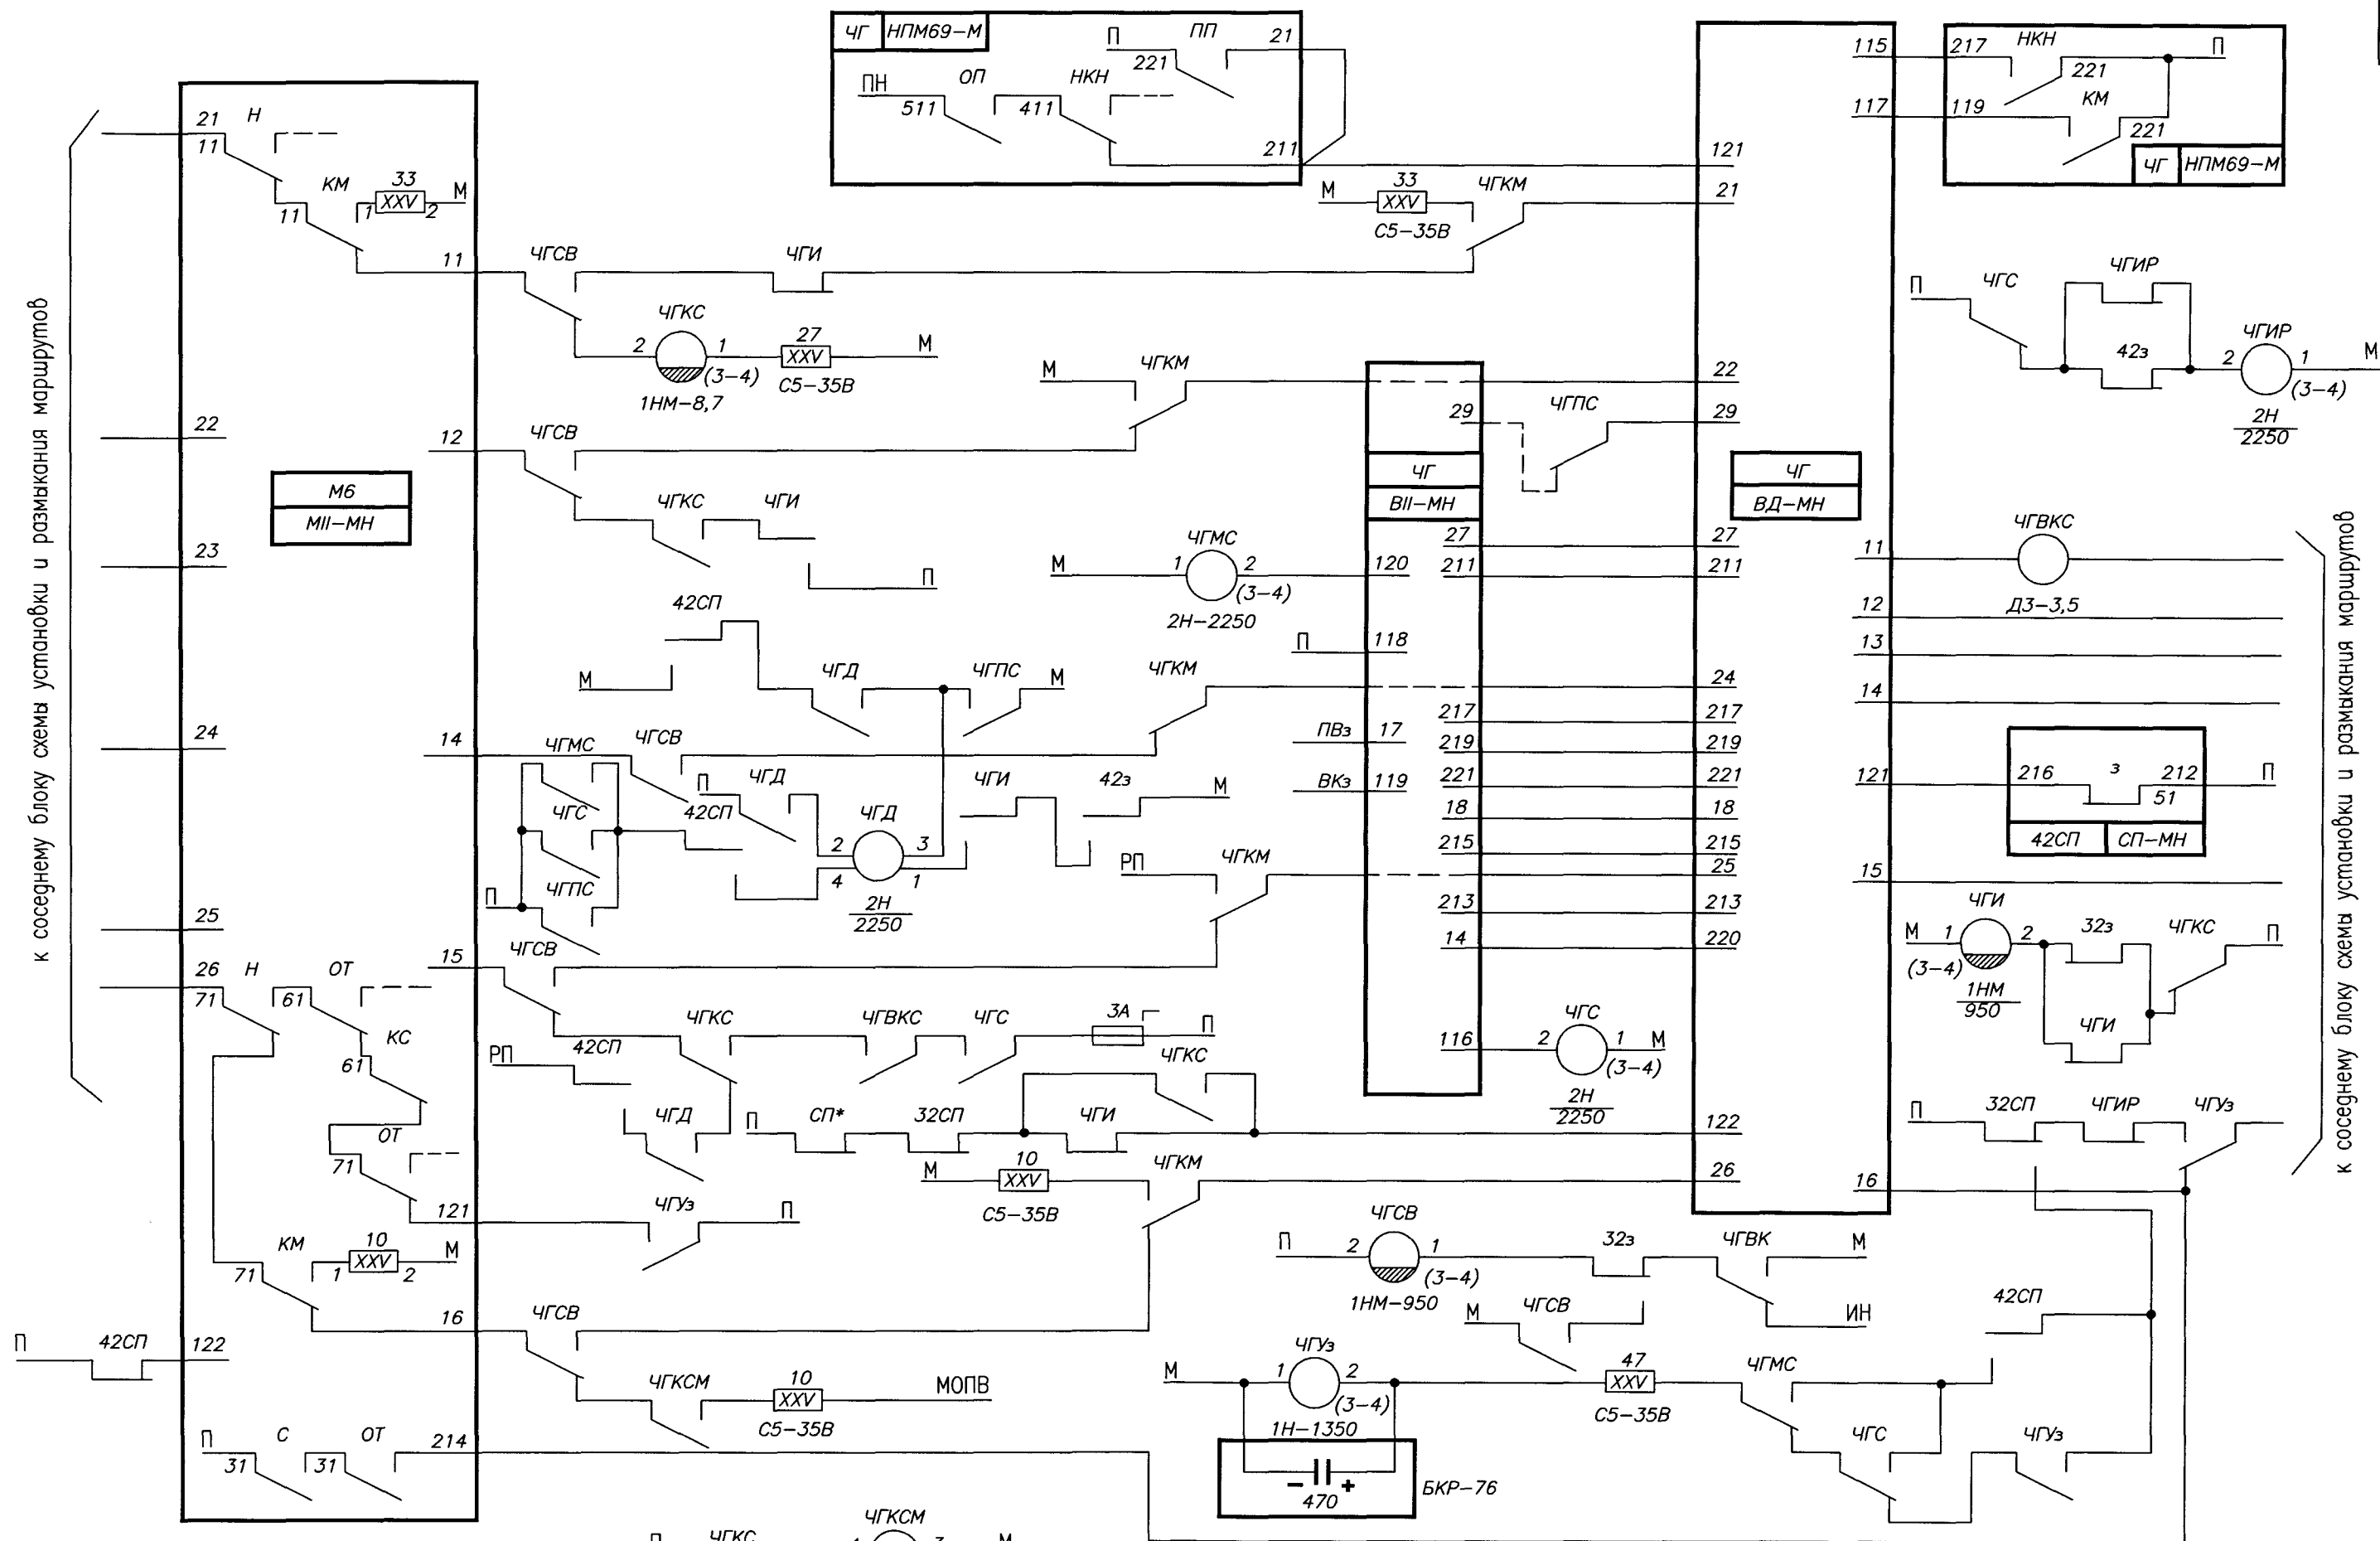 ЧГ НПМ69-М
П ПП 21
221
ПН ОП НКН
511 411
211
115 217 НКН П
221
117 119 КМ
221
ЧГ НПМ69-М
к соседнему блоку схемы установки и размыкания маршрутов
21 Н
11
КМ 33 М
11 1 XXV 2
11
22
12
М6
МII-МН
23
24
14
25
15
26 Н ОТ
71 61
КС
61
ОТ
71
121
КМ 10 М
71 1 XXV 2
16
П 42СП 122
П С ОТ 214
31 31
121
М 33 ЧГКМ 21
XXV
С5-35В
ЧГСВ ЧГИ
ЧГКС
2 1 27 М
(3-4) XXV
1НМ-8,7 С5-35В
М ЧГКМ 22
29 ЧГПС 29
ЧГСВ
ЧГКС ЧГИ
П
ЧГ
ВII-МН
ЧГ
ВД-МН
ЧГМС
М 1 2 120
(3-4)
2Н-2250
27 27
211 211
42СП
М ЧГД ЧГПС М
П 118
ЧГКМ 24
217 217
ПВз 17
219 219
ВКз 119
221 221
18 18
215 215
25
213 213
14 220
ЧГМС ЧГСВ
П ЧГД
ЧГС 42СП ЧГД
2 3
4 1
2Н
2250
ЧГИ 42з М
П ЧГПС
РП ЧГКМ
ЧГСВ
ЧГКС ЧГВКС ЧГС 3А П
РП 42СП
ЧГКС
116 2 ЧГС 1 М
(3-4)
2Н
2250
ЧГД П СП* 32СП ЧГИ 122
М 10 ЧГКМ 26
XXV
С5-35В
ЧГУз П
ЧГСВ
П 2 1 32з ЧГВК М
(3-4)
1НМ-950
ИН
М ЧГСВ
ЧГСВ
ЧГКСМ 10 МОПВ
XXV
С5-35В
ЧГУз
М 1 2 47 ЧГМС
(3-4) XXV
1Н-1350 С5-35В
42СП
ЧГС ЧГУз
- +
470
БКР-76
ЧГКСМ
П ЧГКС М
П ЧГС ЧГИР
42з ЧГИР
2 1 М
(3-4)
2Н
2250
11 ЧГВКС
ДЗ-3,5
12
13
14
121 216 з 212 П
51
42СП СП-МН
15
ЧГИ
М 1 2 32з ЧГКС П
(3-4)
1НМ
950
ЧГИ
П 32СП ЧГИР ЧГУз
16
к соседнему блоку схемы установки и размыкания маршрутов